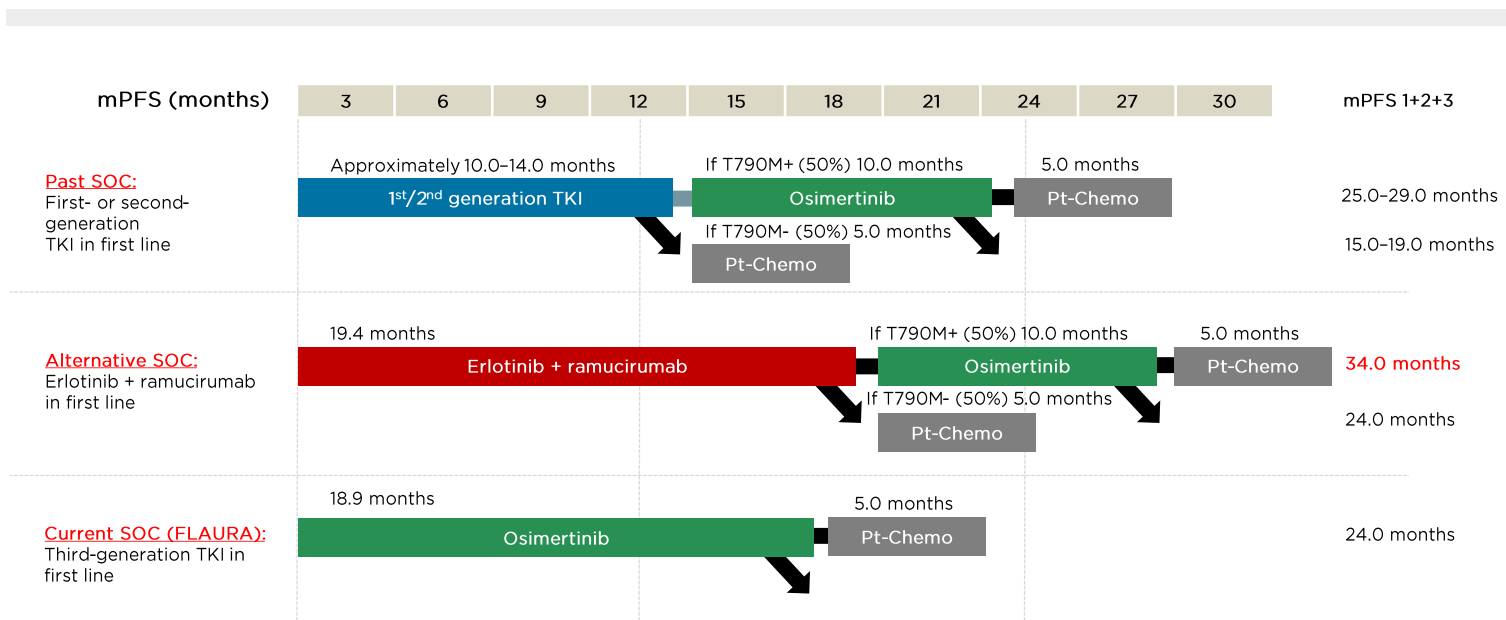 mPFS (months) 3 6 9 12 15 18 21 24 27 30 mPFS 1+2+3
Past SOC:
First- or second-
generation
TKI in first line
Approximately 10.0–14.0 months
1st/2nd generation TKI
If T790M+ (50%) 10.0 months
Osimertinib
5.0 months
Pt-Chemo
25.0–29.0 months
If T790M- (50%) 5.0 months
Pt-Chemo
15.0–19.0 months
Alternative SOC:
Erlotinib + ramucirumab
in first line
19.4 months
Erlotinib + ramucirumab
If T790M+ (50%) 10.0 months
Osimertinib
5.0 months
Pt-Chemo
34.0 months
If T790M- (50%) 5.0 months
Pt-Chemo
24.0 months
Current SOC (FLAURA):
Third-generation TKI in
first line
18.9 months
Osimertinib
5.0 months
Pt-Chemo
24.0 months